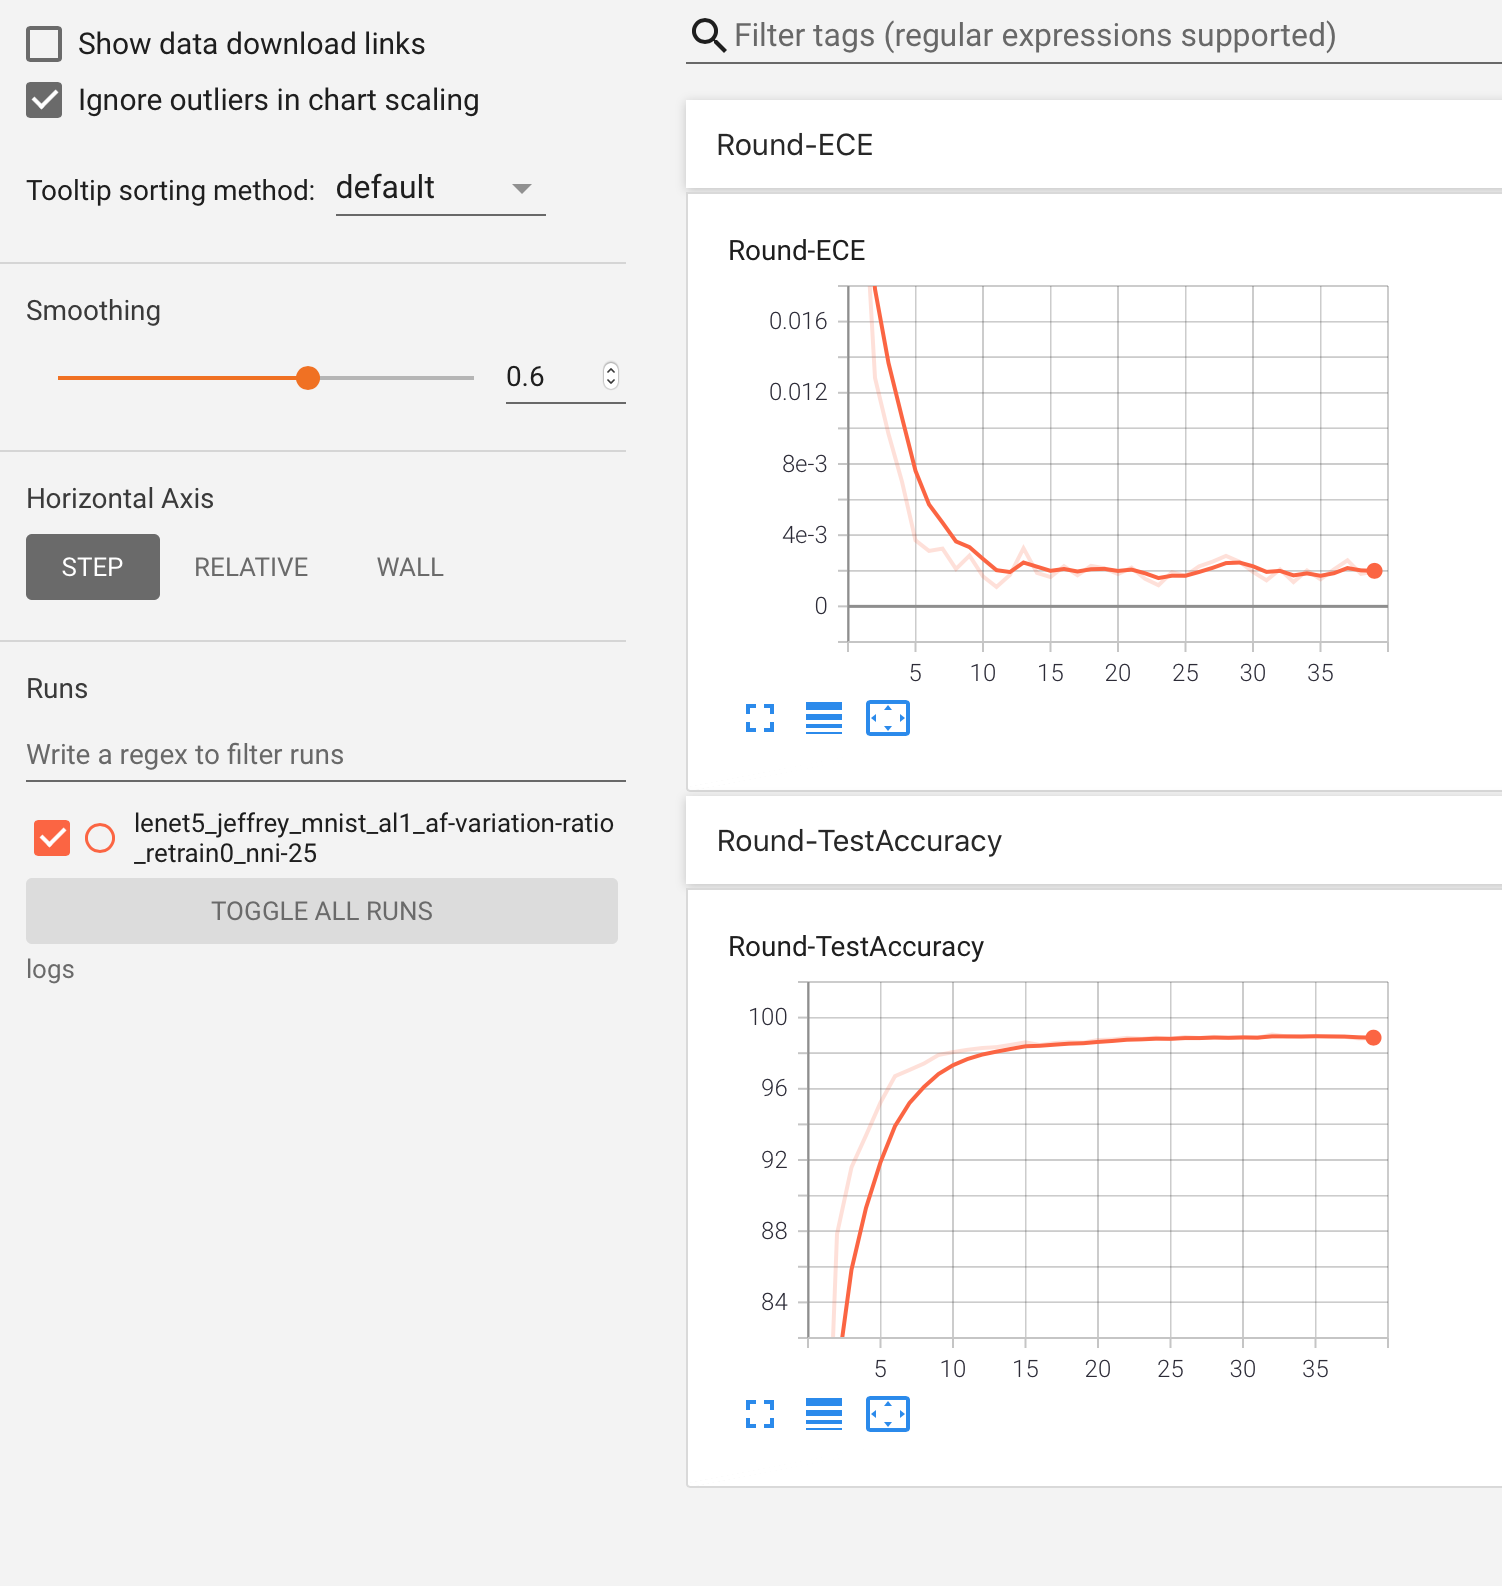 Show data download links
Ignore outliers in chart scaling
Tooltip sorting method: default
Smoothing
0.6
Horizontal Axis
STEP RELATIVE WALL
Runs
Write a regex to filter runs
lenet5_jeffrey_mnist_al1_af-variation-ratio
_retrain0_nni-25
TOGGLE ALL RUNS
logs
Filter tags (regular expressions supported)
Round-ECE
Round-ECE
0.016
0.012
8e-3
4e-3
0
5 10 15 20 25 30 35
Round-TestAccuracy
Round-TestAccuracy
100
96
92
88
84
5 10 15 20 25 30 35